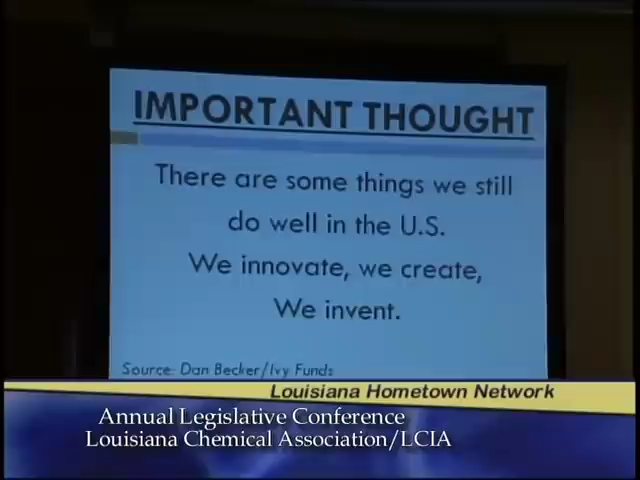 IMPORTANT THOUGHT
There are some things we still
do well in the U.S.
We innovate, we create,
We invent.
Source: Dan Becker/Ivy Funds
Louisiana Hometown Network
Annual Legislative Conference
Louisiana Chemical Association/LCIA